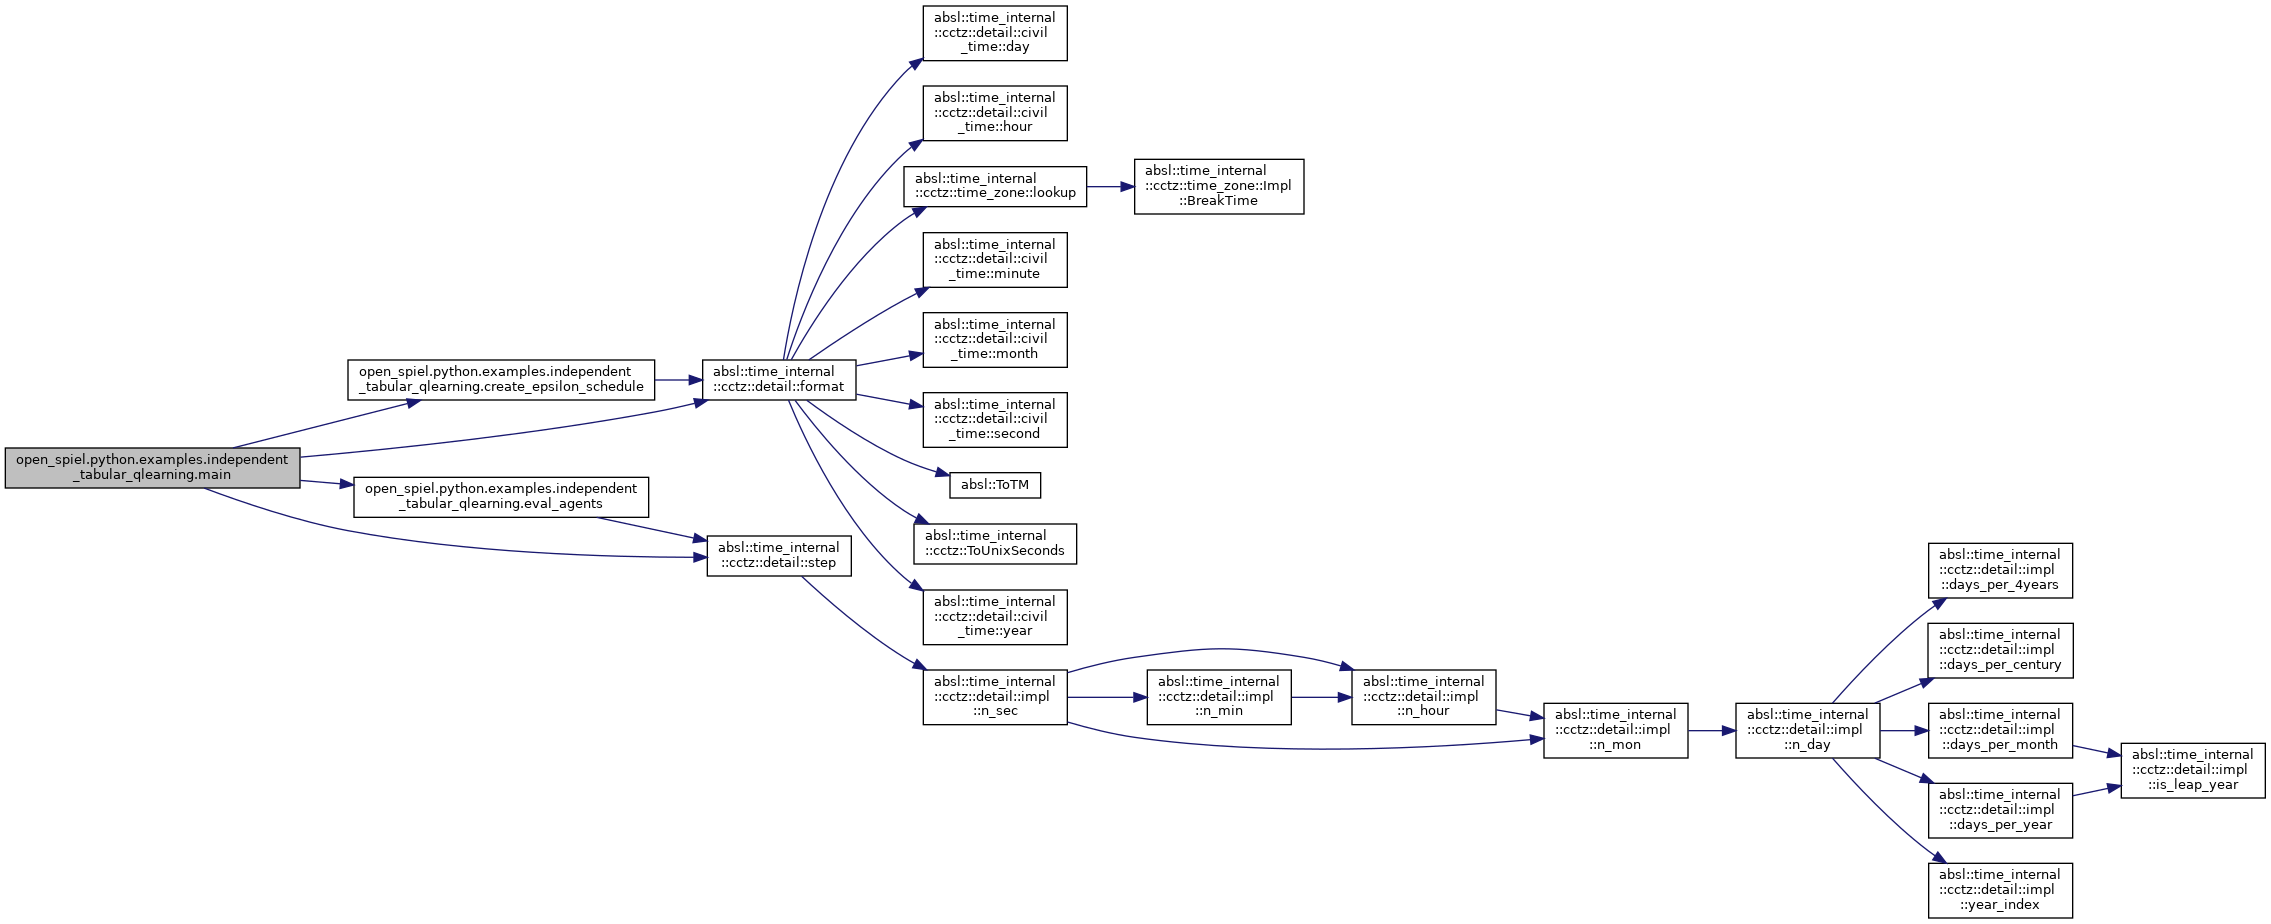 open_spiel.python.examples.independent
_tabular_qlearning.main
open_spiel.python.examples.independent
_tabular_qlearning.create_epsilon_schedule
open_spiel.python.examples.independent
_tabular_qlearning.eval_agents
absl::time_internal
::cctz::detail::format
absl::time_internal
::cctz::detail::step
absl::time_internal
::cctz::detail::civil
_time::day
absl::time_internal
::cctz::detail::civil
_time::hour
absl::time_internal
::cctz::time_zone::lookup
absl::time_internal
::cctz::time_zone::Impl
::BreakTime
absl::time_internal
::cctz::detail::civil
_time::minute
absl::time_internal
::cctz::detail::civil
_time::month
absl::time_internal
::cctz::detail::civil
_time::second
absl::ToTM
absl::time_internal
::cctz::ToUnixSeconds
absl::time_internal
::cctz::detail::civil
_time::year
absl::time_internal
::cctz::detail::impl
::n_sec
absl::time_internal
::cctz::detail::impl
::n_min
absl::time_internal
::cctz::detail::impl
::n_hour
absl::time_internal
::cctz::detail::impl
::n_mon
absl::time_internal
::cctz::detail::impl
::n_day
absl::time_internal
::cctz::detail::impl
::days_per_4years
absl::time_internal
::cctz::detail::impl
::days_per_century
absl::time_internal
::cctz::detail::impl
::days_per_month
absl::time_internal
::cctz::detail::impl
::days_per_year
absl::time_internal
::cctz::detail::impl
::year_index
absl::time_internal
::cctz::detail::impl
::is_leap_year